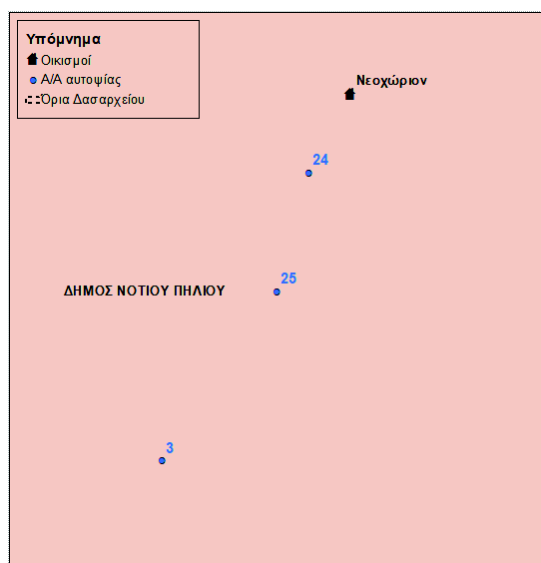 Υπόμνημα
Οικισμοί
Α/Α αυτοψίας
Όρια Δασαρχείου
Νεοχώριον
24
25
ΔΗΜΟΣ ΝΟΤΙΟΥ ΠΗΛΙΟΥ
3